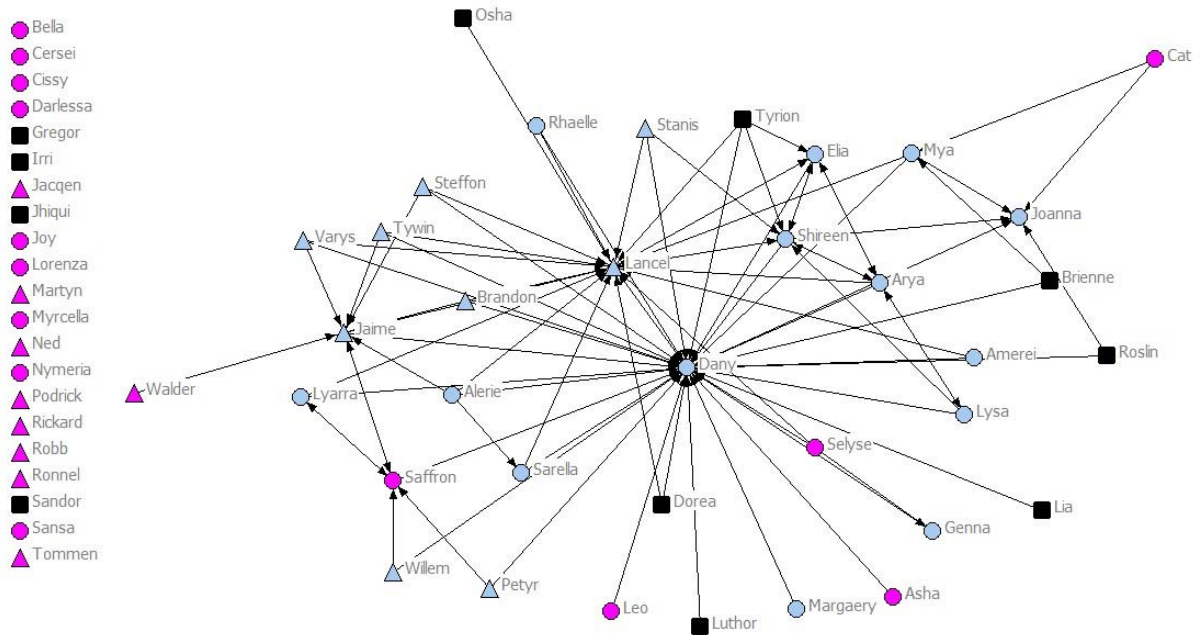 Bella
Cersei
Cissy
Darlessa
Gregor
Irri
Jacqen
Jhiqui
Joy
Lorenza
Martyn
Myrcella
Ned
Nymeria
Podrick
Rickard
Robb
Ronnel
Sandor
Sansa
Tommen
Osha
Cat
Rhaelle
Stanis
Tyrion
Elia
Mya
Steffon
Joanna
Tywin
Varys
Shireen
Lancel
Arya
Brienne
Brandon
Jaime
Amerei
Roslin
Dany
Walder
Lyarra
Alerie
Lysa
Selyse
Saffron
Sarella
Dorea
Lia
Genna
Willem
Petyr
Leo
Margaery
Asha
Luthor